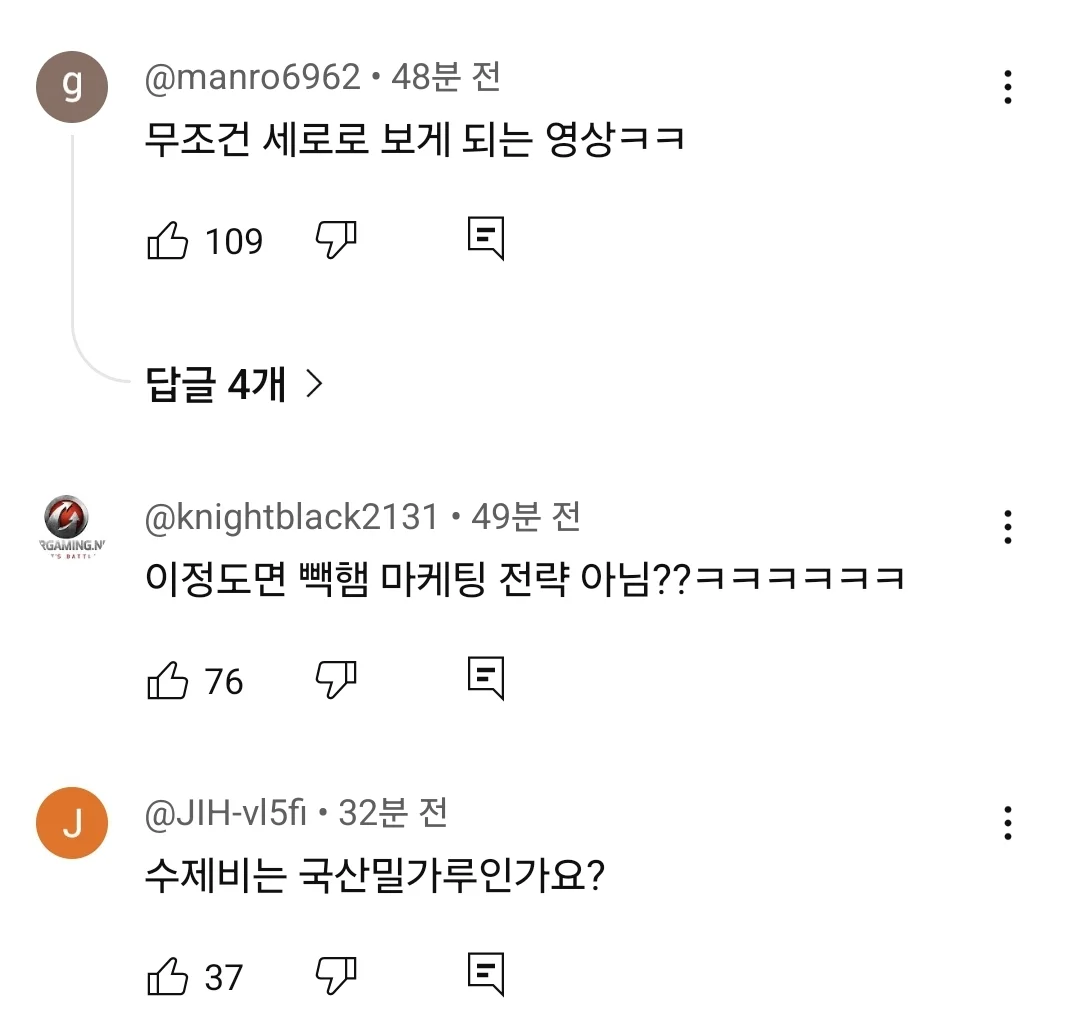 g
@manro6962 • 48분 전
무조건 세로로 보게 되는 영상ㅋㅋ
109
답글 4개 >
RGAMING.N
@knightblack2131 • 49분 전
이정도면 빽햄 마케팅 전략 아님??ㅋㅋㅋㅋㅋㅋ
76
J
@JIH-vl5fi • 32분 전
수제비는 국산밀가루인가요?
37